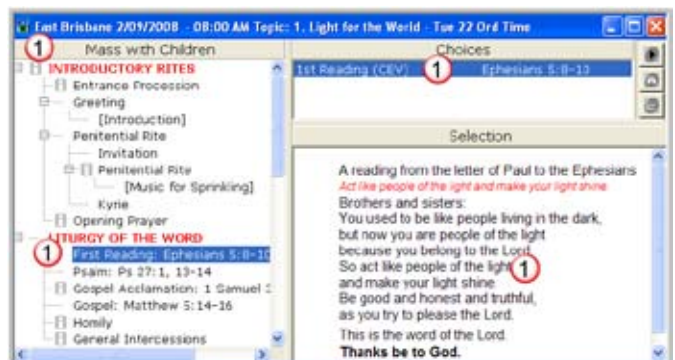 East Brisbane 2/09/2008 - 08:00 AM Topic: 1, Light for the World - Tue 22 Ord Time
1
Mass with Children
INTRODUCTORY RITES
Entrance Procession
Greeting
[Introduction]
Penitential Rite
Invitation
Penitential Rite
[Music for Sprinkling]
Kyrie
Opening Prayer
LITURGY OF THE WORD
1
First Reading: Ephesians 5:8-10
Psalm: Ps 27:1, 13-14
Gospel Acclamation: 1 Samuel
Gospel: Matthew 5:14-16
Homily
General Intercessions
Choices
1st Reading (CEV) 1 Ephesians 5:8-10
Selection
A reading from the letter of Paul to the Ephesians
Act like people of the light and make your light shine
Brothers and sisters:
You used to be like people living in the dark,
but now you are people of the light
because you belong to the Lord.
So act like people of the light 1
and make your light shine
Be good and honest and truthful,
as you try to please the Lord.
This is the word of the Lord.
Thanks be to God.